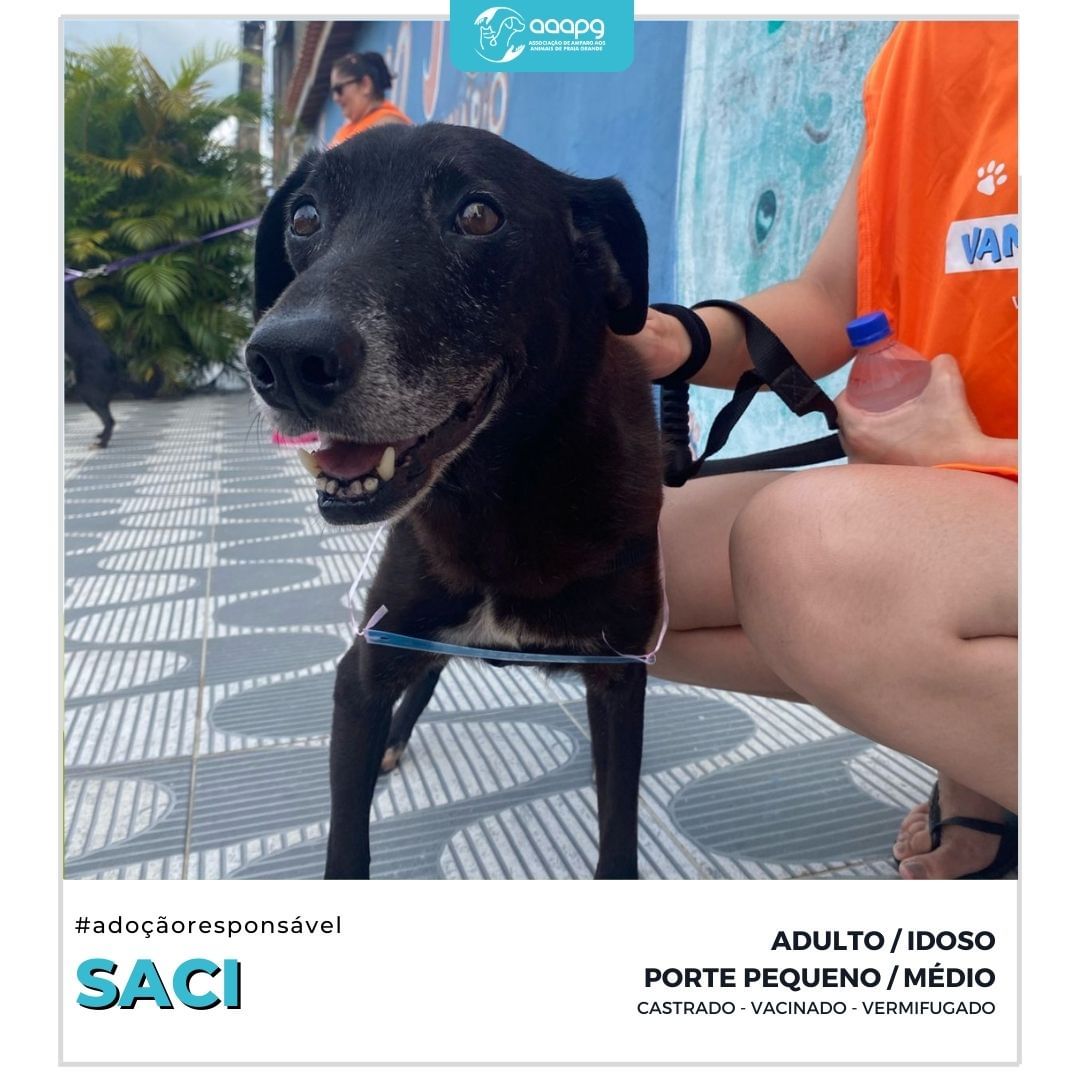 aaapg
ASSOCIAÇÃO DE AMPARO AOS
ANIMAIS DE PRAIA GRANDE
#adoçãoresponsável
SACI
ADULTO / IDOSO
PORTE PEQUENO / MÉDIO
CASTRADO - VACINADO - VERMIFUGADO